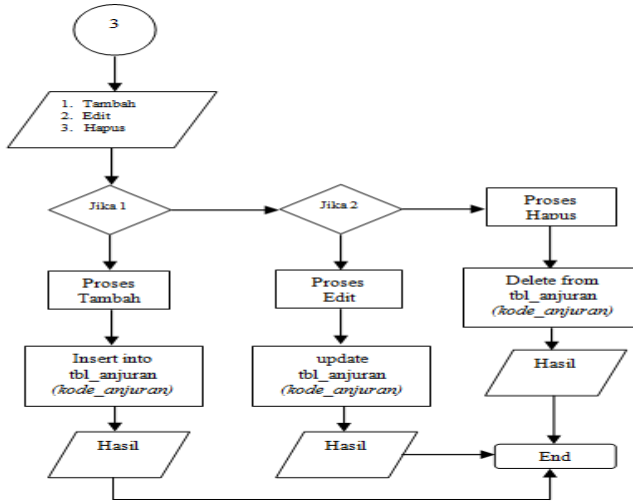 3
1. Tambah
2. Edit
3. Hapus
Jika 1
Jika 2
Proses
Hapus
Proses
Tambah
Proses
Edit
Delete from
tbl_anjuran
(kode_anjuran)
Insert into
tbl_anjuran
(kode_anjuran)
update
tbl_anjuran
(kode_anjuran)
Hasil
Hasil
Hasil
End